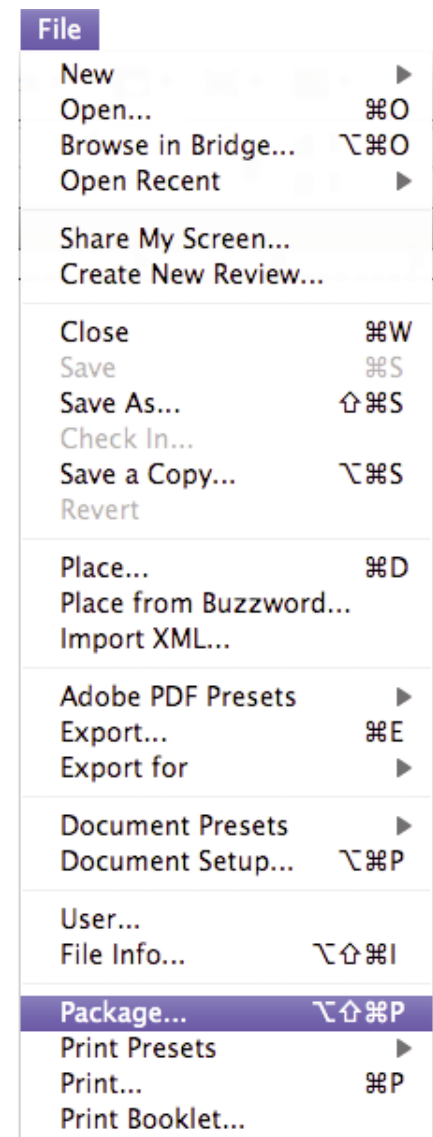 File
New ▶
Open... ⌘O
Browse in Bridge... ⌥⌘O
Open Recent ▶
Share My Screen...
Create New Review...
Close ⌘W
Save ⌘S
Save As... ⇧⌘S
Check In...
Save a Copy... ⌥⌘S
Revert
Place... ⌘D
Place from Buzzword...
Import XML...
Adobe PDF Presets ▶
Export... ⌘E
Export for ▶
Document Presets ▶
Document Setup... ⌥⌘P
User...
File Info... ⌥⇧⌘I
Package... ⌥⇧⌘P
Print Presets ▶
Print... ⌘P
Print Booklet...